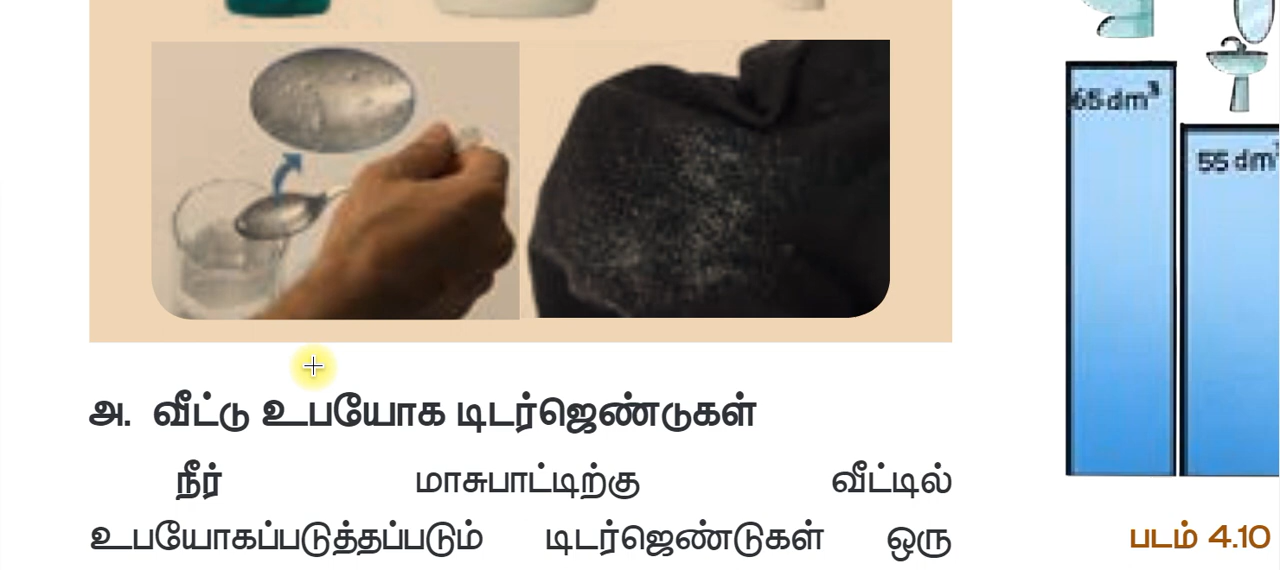 65 dm³
55 dm³
அ. வீட்டு உபயோக டிடர்ஜெண்டுகள்
நீர் மாசுபாட்டிற்கு வீட்டில்
உபயோகப்படுத்தப்படும் டிடர்ஜெண்டுகள் ஒரு
படம் 4.10